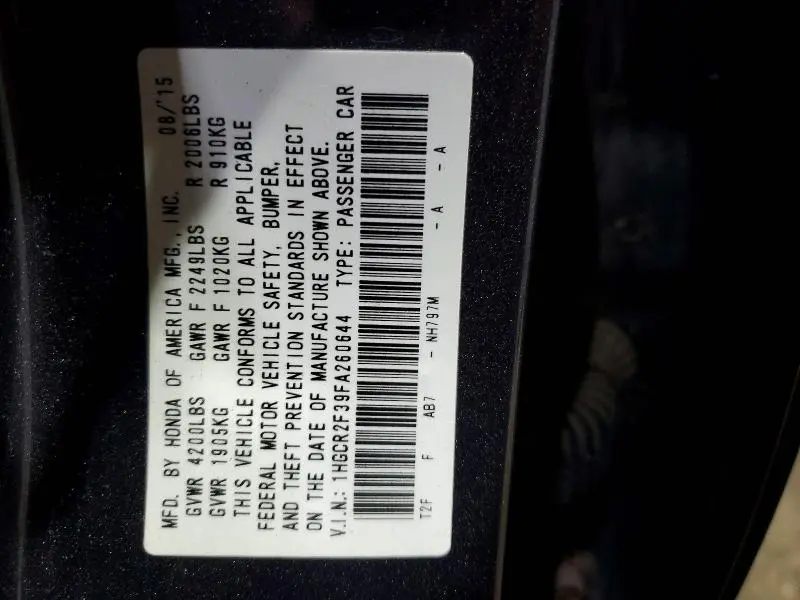 MFD. BY HONDA OF AMERICA MFG., INC. 08/'15
GVWR 4200LBS GAWR F 2249LBS R 2006LBS
GVWR 1905KG GAWR F 1020KG R 910KG
THIS VEHICLE CONFORMS TO ALL APPLICABLE
FEDERAL MOTOR VEHICLE SAFETY, BUMPER,
AND THEFT PREVENTION STANDARDS IN EFFECT
ON THE DATE OF MANUFACTURE SHOWN ABOVE.
V.I.N.: 1HGCR2F39FA260644 TYPE: PASSENGER CAR
T2F F AB7 - NH797M - A - A